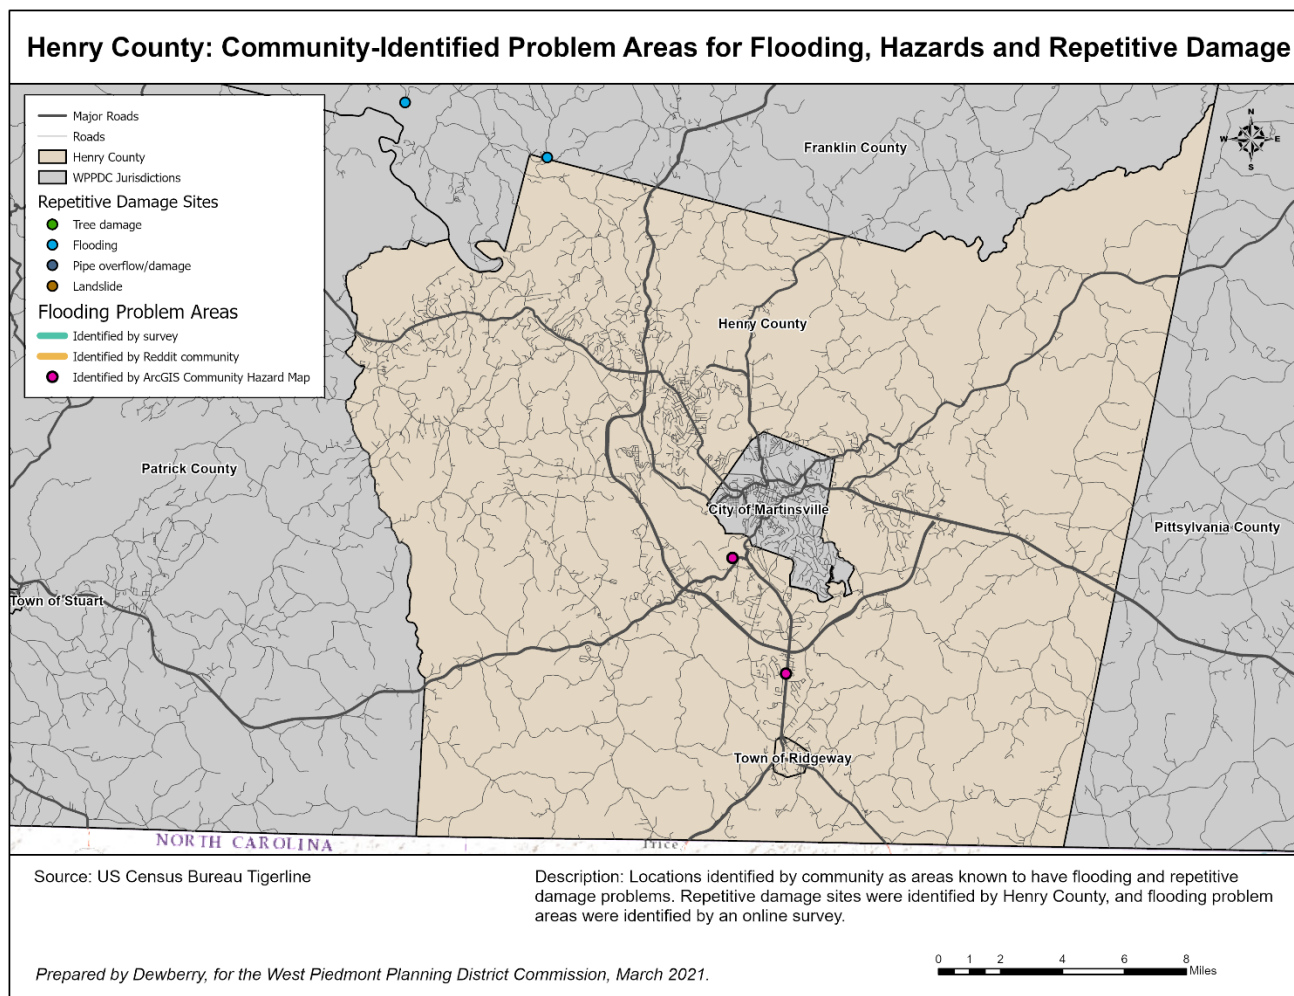 Henry County: Community-Identified Problem Areas for Flooding, Hazards and Repetitive Damage
Major Roads
Roads
Henry County
WPPDC Jurisdictions
Repetitive Damage Sites
Tree damage
Flooding
Pipe overflow/damage
Landslide
Flooding Problem Areas
Identified by survey
Identified by Reddit community
Identified by ArcGIS Community Hazard Map
N
W
E
S
Franklin County
Henry County
Patrick County
City of Martinsville
Pittsylvania County
Town of Stuart
Town of Ridgeway
NORTH CAROLINA
Price
Source: US Census Bureau Tigerline
Description: Locations identified by community as areas known to have flooding and repetitive
damage problems. Repetitive damage sites were identified by Henry County, and flooding problem
areas were identified by an online survey.
Prepared by Dewberry, for the West Piedmont Planning District Commission, March 2021.
0 1 2 4 6 8
Miles